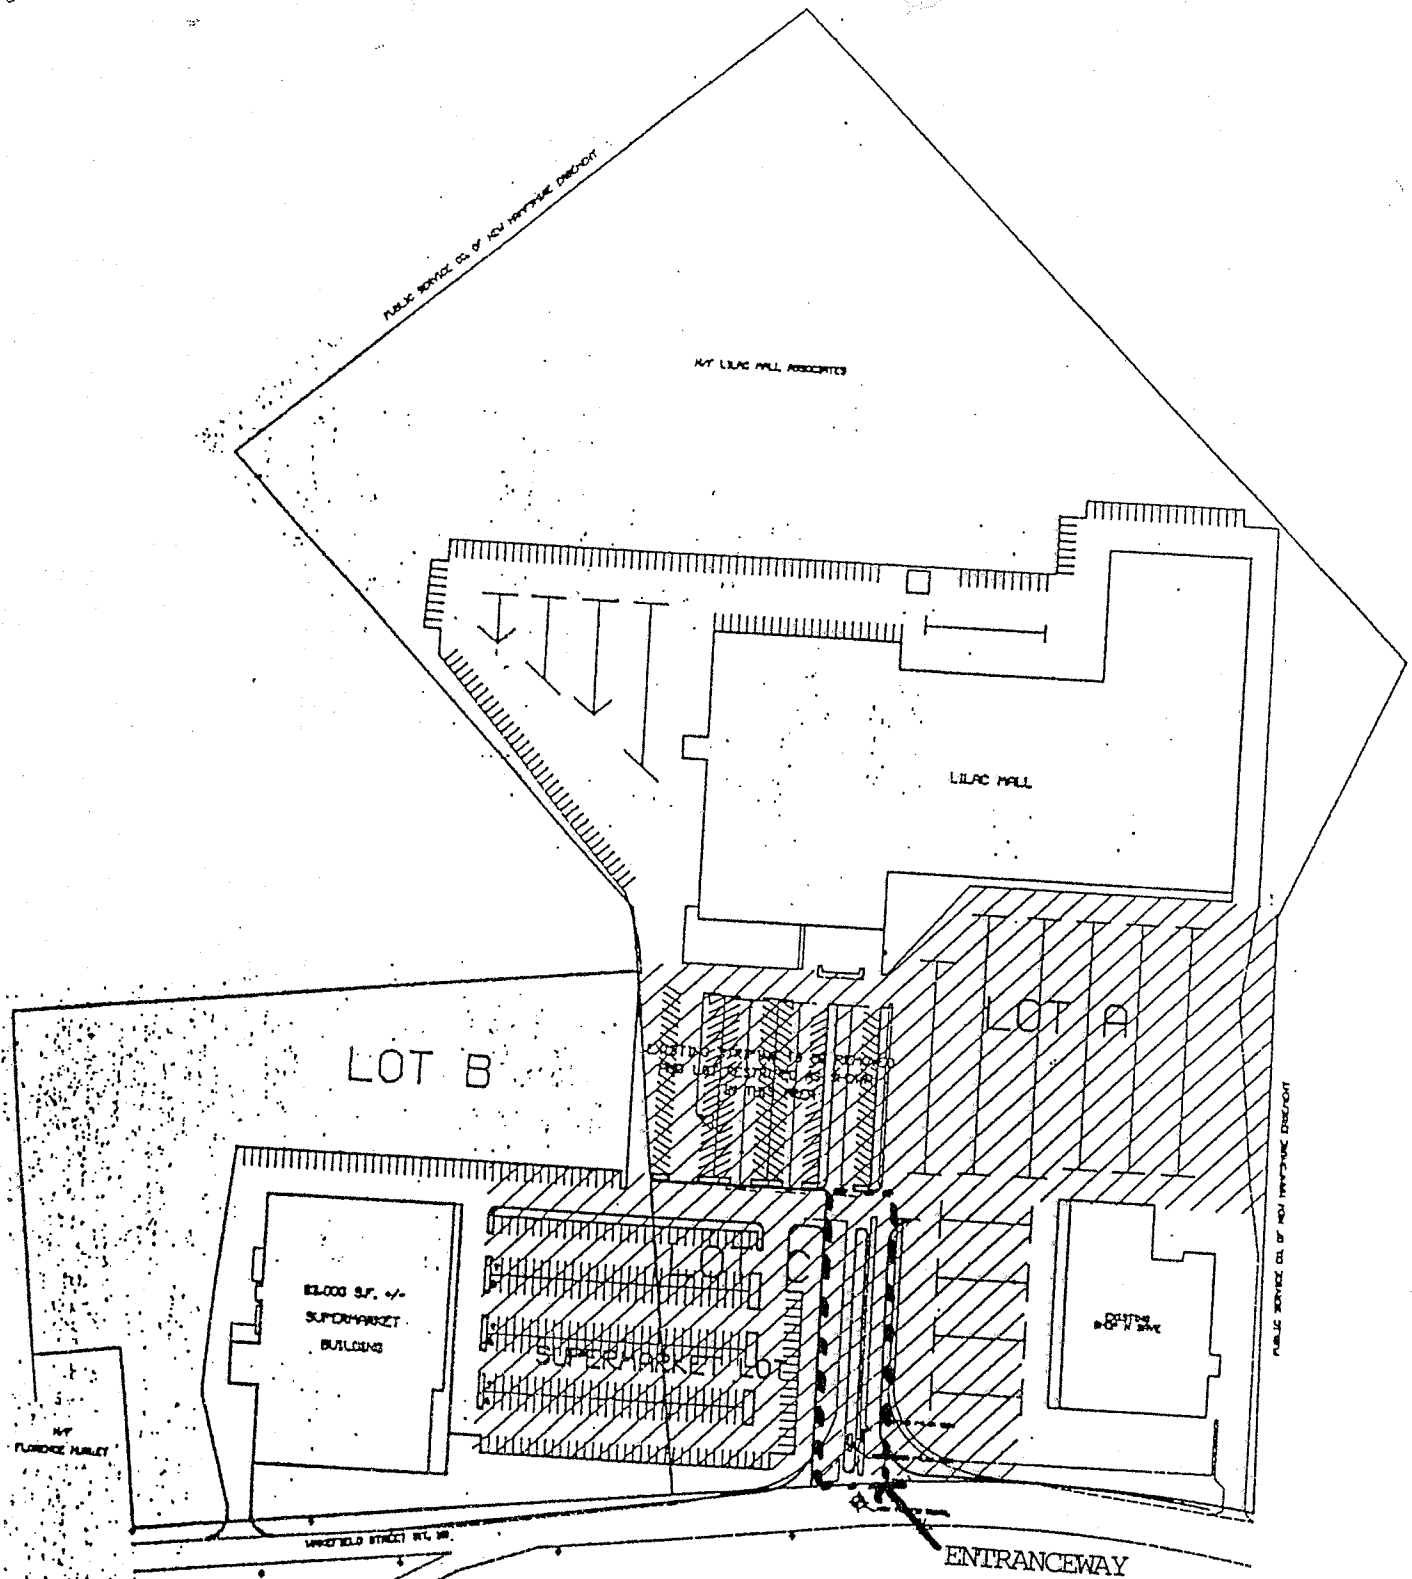 PUBLIC SERVICE CO. OF NEW HAMPSHIRE EASEMENT
N/F LILAC MALL ASSOCIATES
LILAC MALL
LOT A
LOT B
EXISTING
LOT C
PUBLIC SERVICE CO. OF NEW HAMPSHIRE EASEMENT
SUPERMARKET
BUILDING
SUPERMARKET LOT
EXISTING
SHOP N SAVE
N/F
FLORENCE HURLEY
WAKEFIELD STREET RT.
ENTRANCEWAY